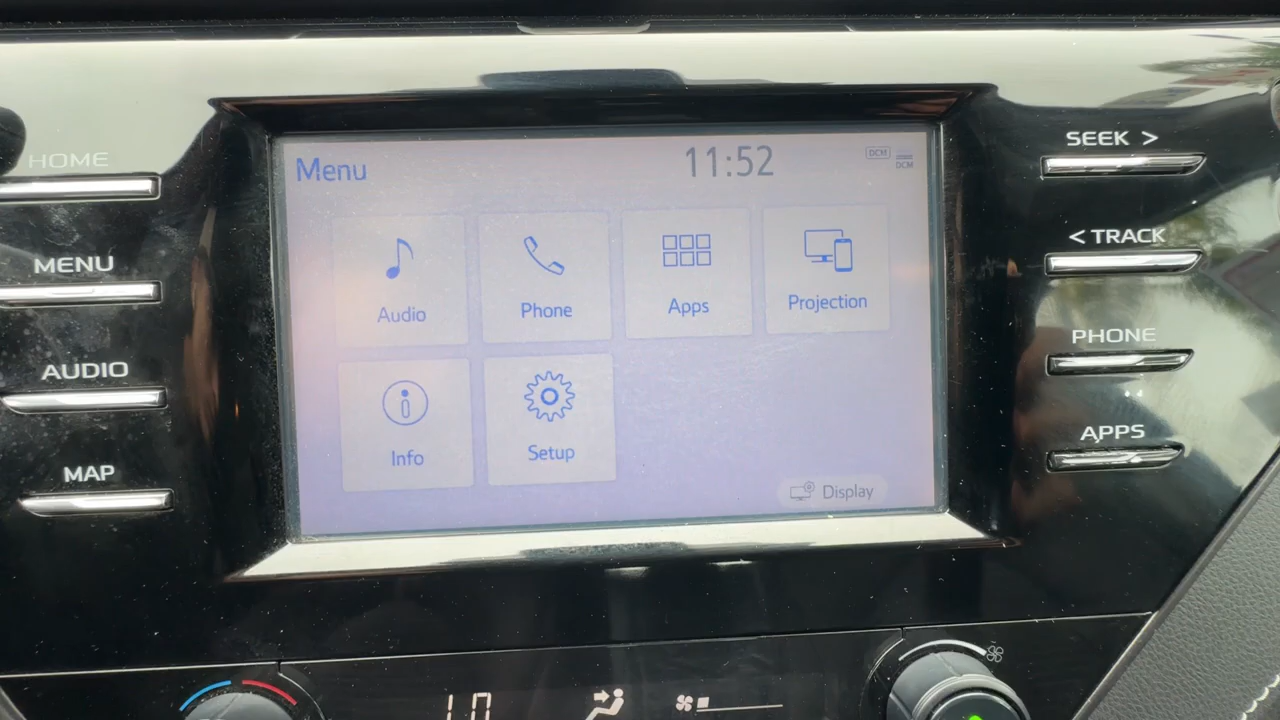 HOME
MENU
AUDIO
MAP
Menu
11:52
DCM
DCM
Audio
Phone
Apps
Projection
Info
Setup
Display
SEEK >
< TRACK
PHONE
APPS